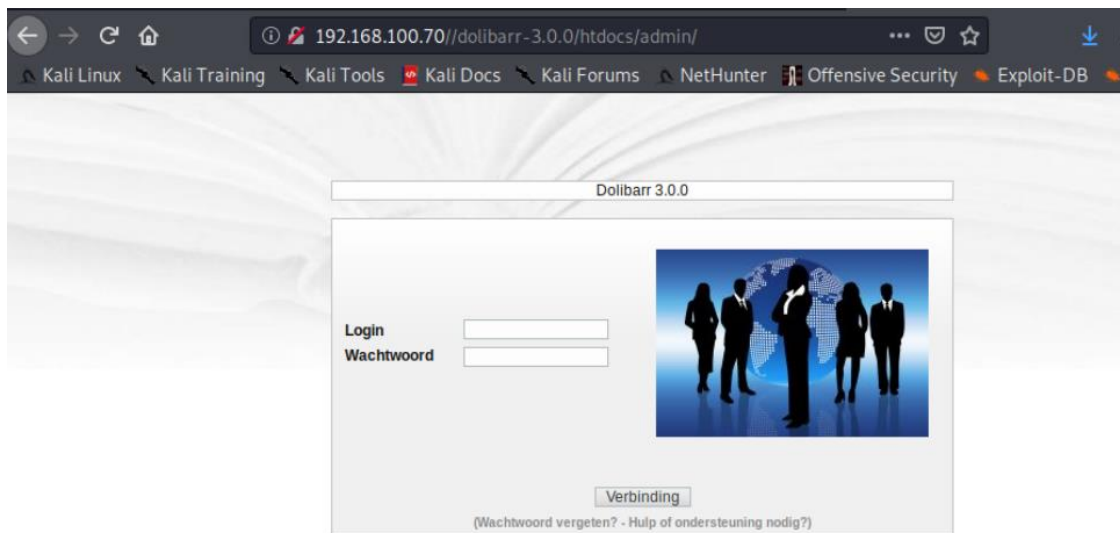 192.168.100.70//dolibarr-3.0.0/htdocs/admin/
Kali Linux Kali Training Kali Tools Kali Docs Kali Forums NetHunter Offensive Security Exploit-DB
Dolibarr 3.0.0
Login
Wachtwoord
Verbinding
(Wachtwoord vergeten? - Hulp of ondersteuning nodig?)